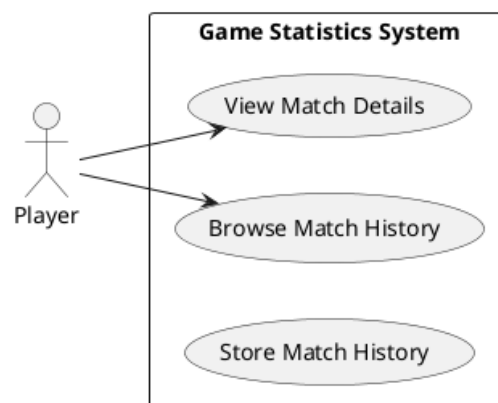 Game Statistics System
View Match Details
Player
Browse Match History
Store Match History